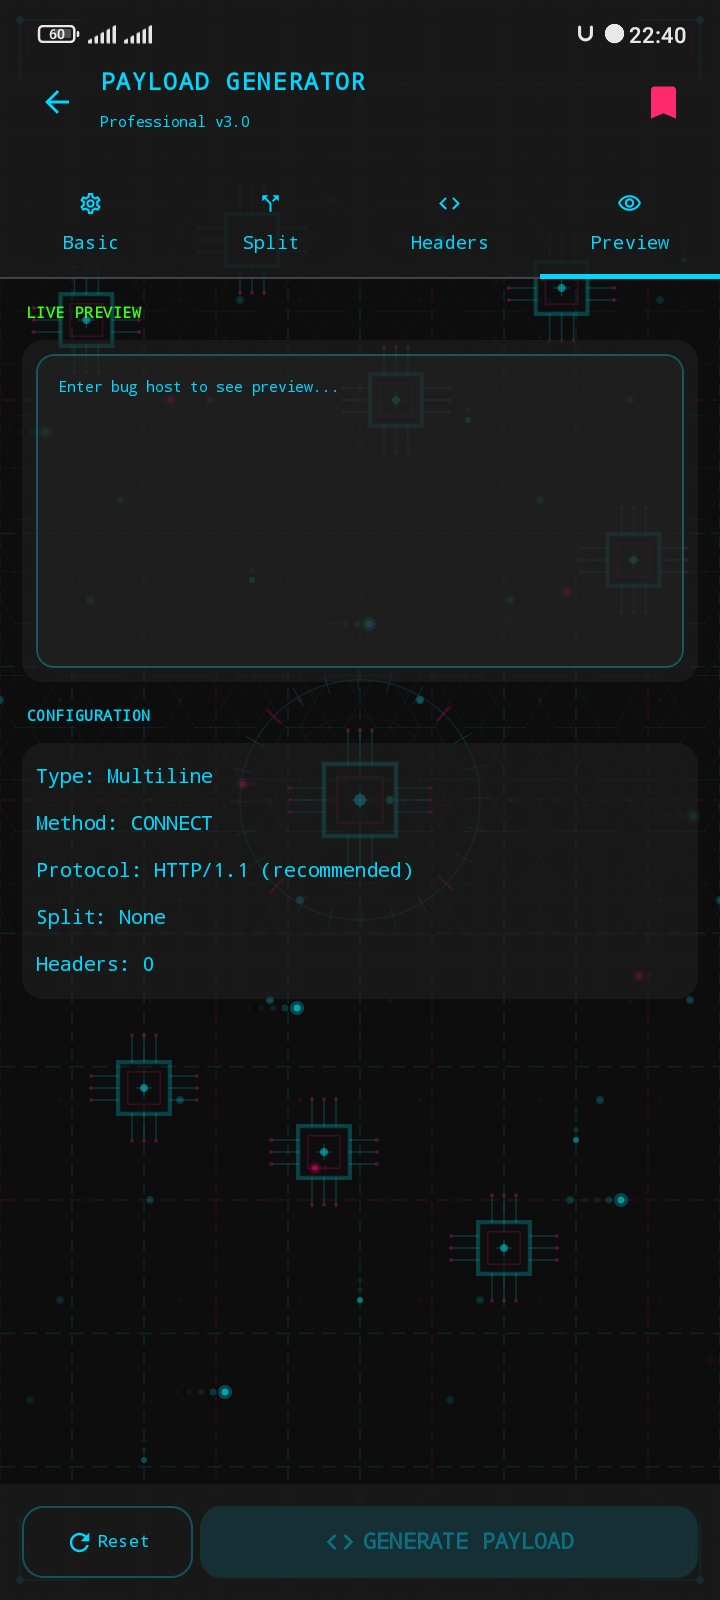 60
22:40
PAYLOAD GENERATOR
Professional v3.0
Basic
Split
Headers
Preview
LIVE PREVIEW
Enter bug host to see preview...
CONFIGURATION
Type: Multiline
Method: CONNECT
Protocol: HTTP/1.1 (recommended)
Split: None
Headers: 0
Reset
GENERATE PAYLOAD